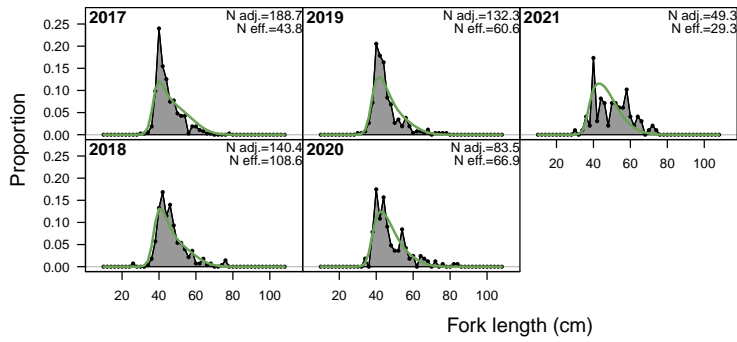 2017
N adj.=188.7
N eff.=43.8
2019
N adj.=132.3
N eff.=60.6
2021
N adj.=49.3
N eff.=29.3
0.25
0.20
0.15
0.10
0.05
0.00
2018
N adj.=140.4
N eff.=108.6
2020
N adj.=83.5
N eff.=66.9
0.25
0.20
0.15
0.10
0.05
0.00
20 40 60 80 100
20 40 60 80 100
20 40 60 80 100
Proportion
Fork length (cm)